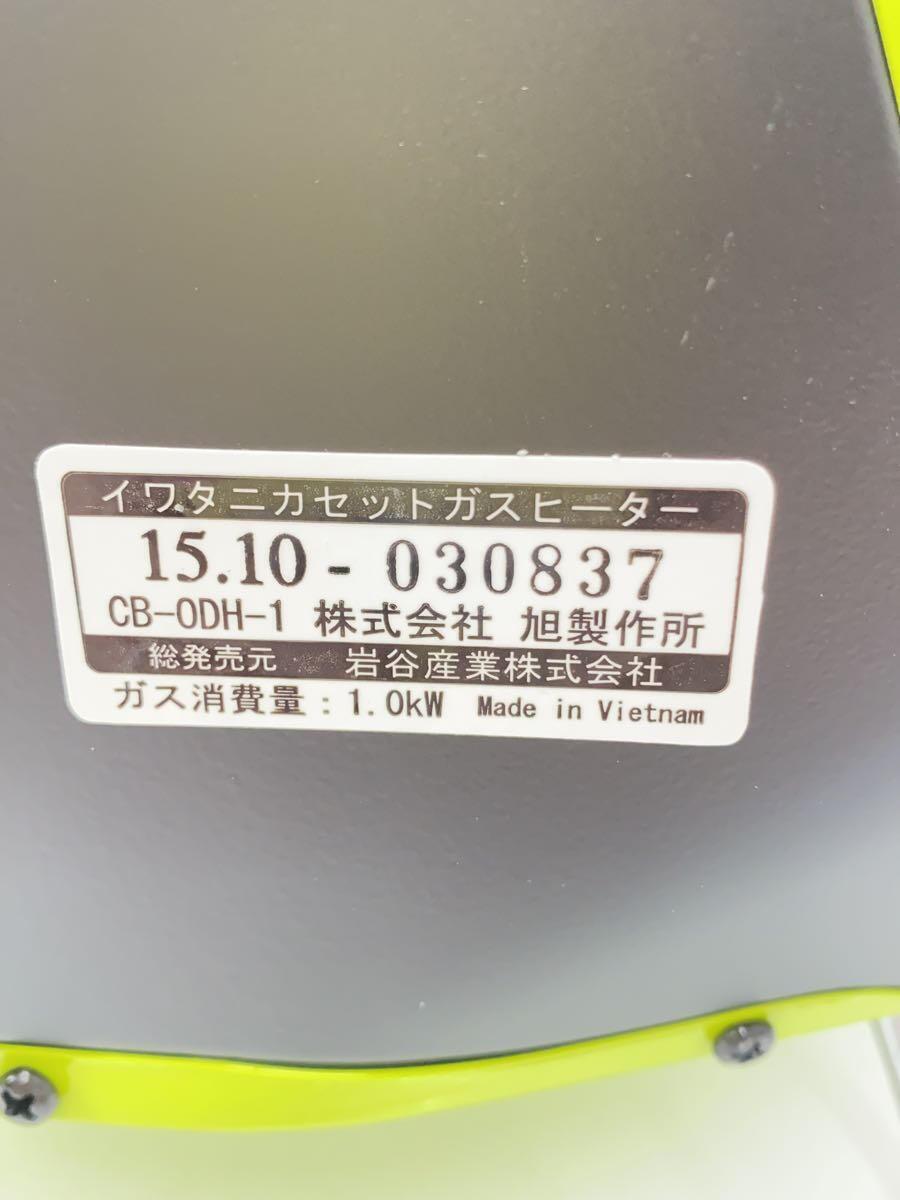 イワタニカセットガスヒーター
15.10 - 030837
CB-ODH-1 株式会社 旭製作所
総発売元 岩谷産業株式会社
ガス消費量：1.0kW Made in Vietnam